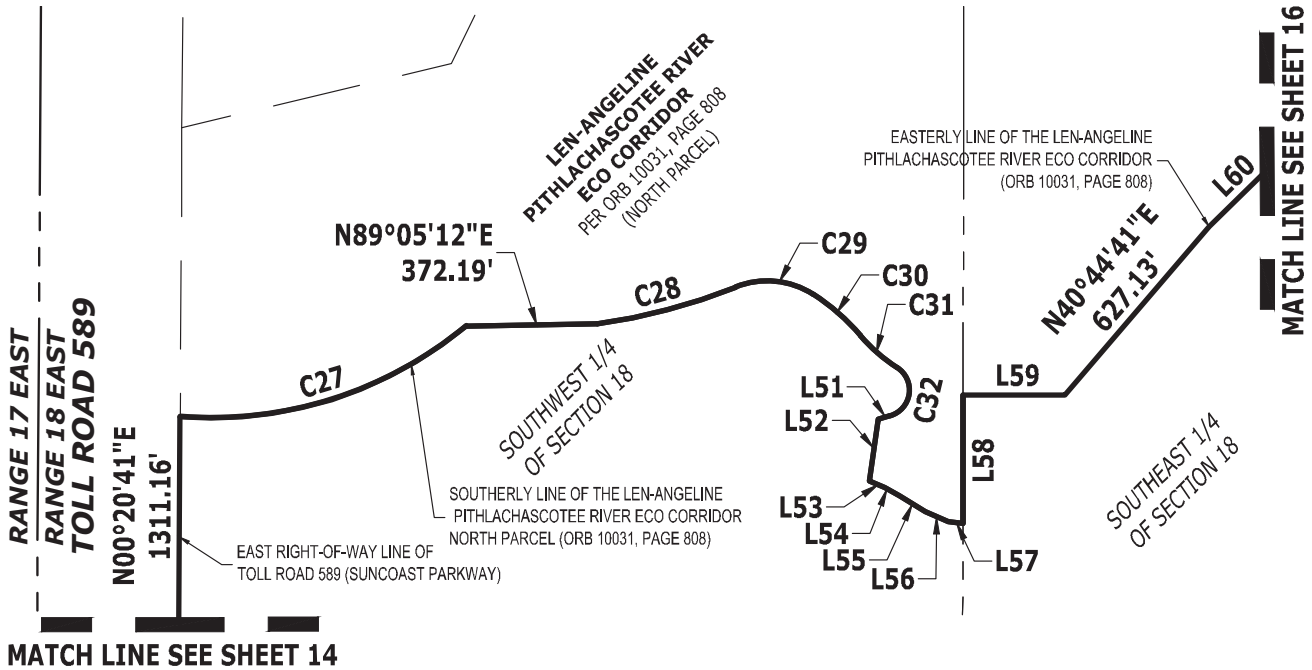 LEN-ANGELINE
PITHLACHASCOTEE RIVER
ECO CORRIDOR
PER ORB 10031, PAGE 808
(NORTH PARCEL)
EASTERLY LINE OF THE LEN-ANGELINE
PITHLACHASCOTEE RIVER ECO CORRIDOR
(ORB 10031, PAGE 808)
L60
MATCH LINE SEE SHEET 16
N89°05'12"E
372.19'
C29
C28
C30
C31
N40°44'41"E
627.13'
RANGE 17 EAST
RANGE 18 EAST
TOLL ROAD 589
C27
SOUTHWEST 1/4
OF SECTION 18
L51
L52
C32
L59
L58
N00°20'41"E
1311.16'
SOUTHERLY LINE OF THE LEN-ANGELINE
PITHLACHASCOTEE RIVER ECO CORRIDOR
NORTH PARCEL (ORB 10031, PAGE 808)
L53
L54
L55
L56
L57
SOUTHEAST 1/4
OF SECTION 18
EAST RIGHT-OF-WAY LINE OF
TOLL ROAD 589 (SUNCOAST PARKWAY)
MATCH LINE SEE SHEET 14